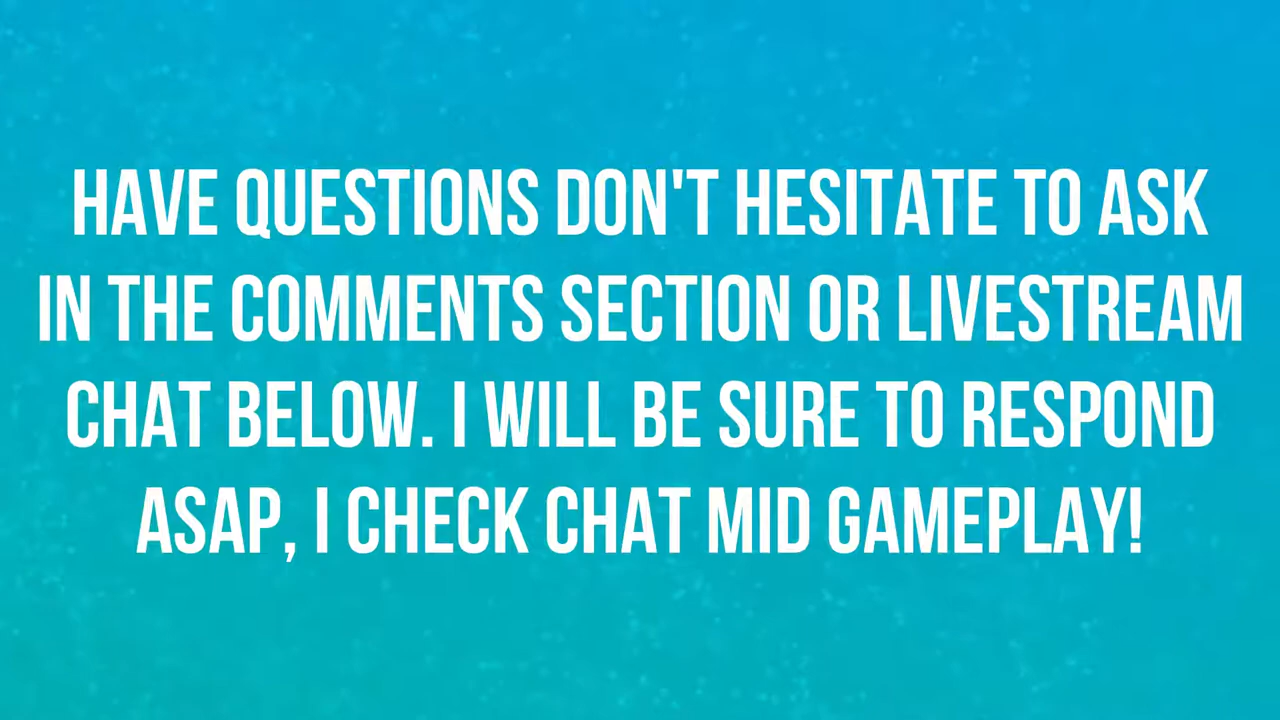 HAVE QUESTIONS DON'T HESITATE TO ASK
IN THE COMMENTS SECTION OR LIVESTREAM
CHAT BELOW. I WILL BE SURE TO RESPOND
ASAP, I CHECK CHAT MID GAMEPLAY!